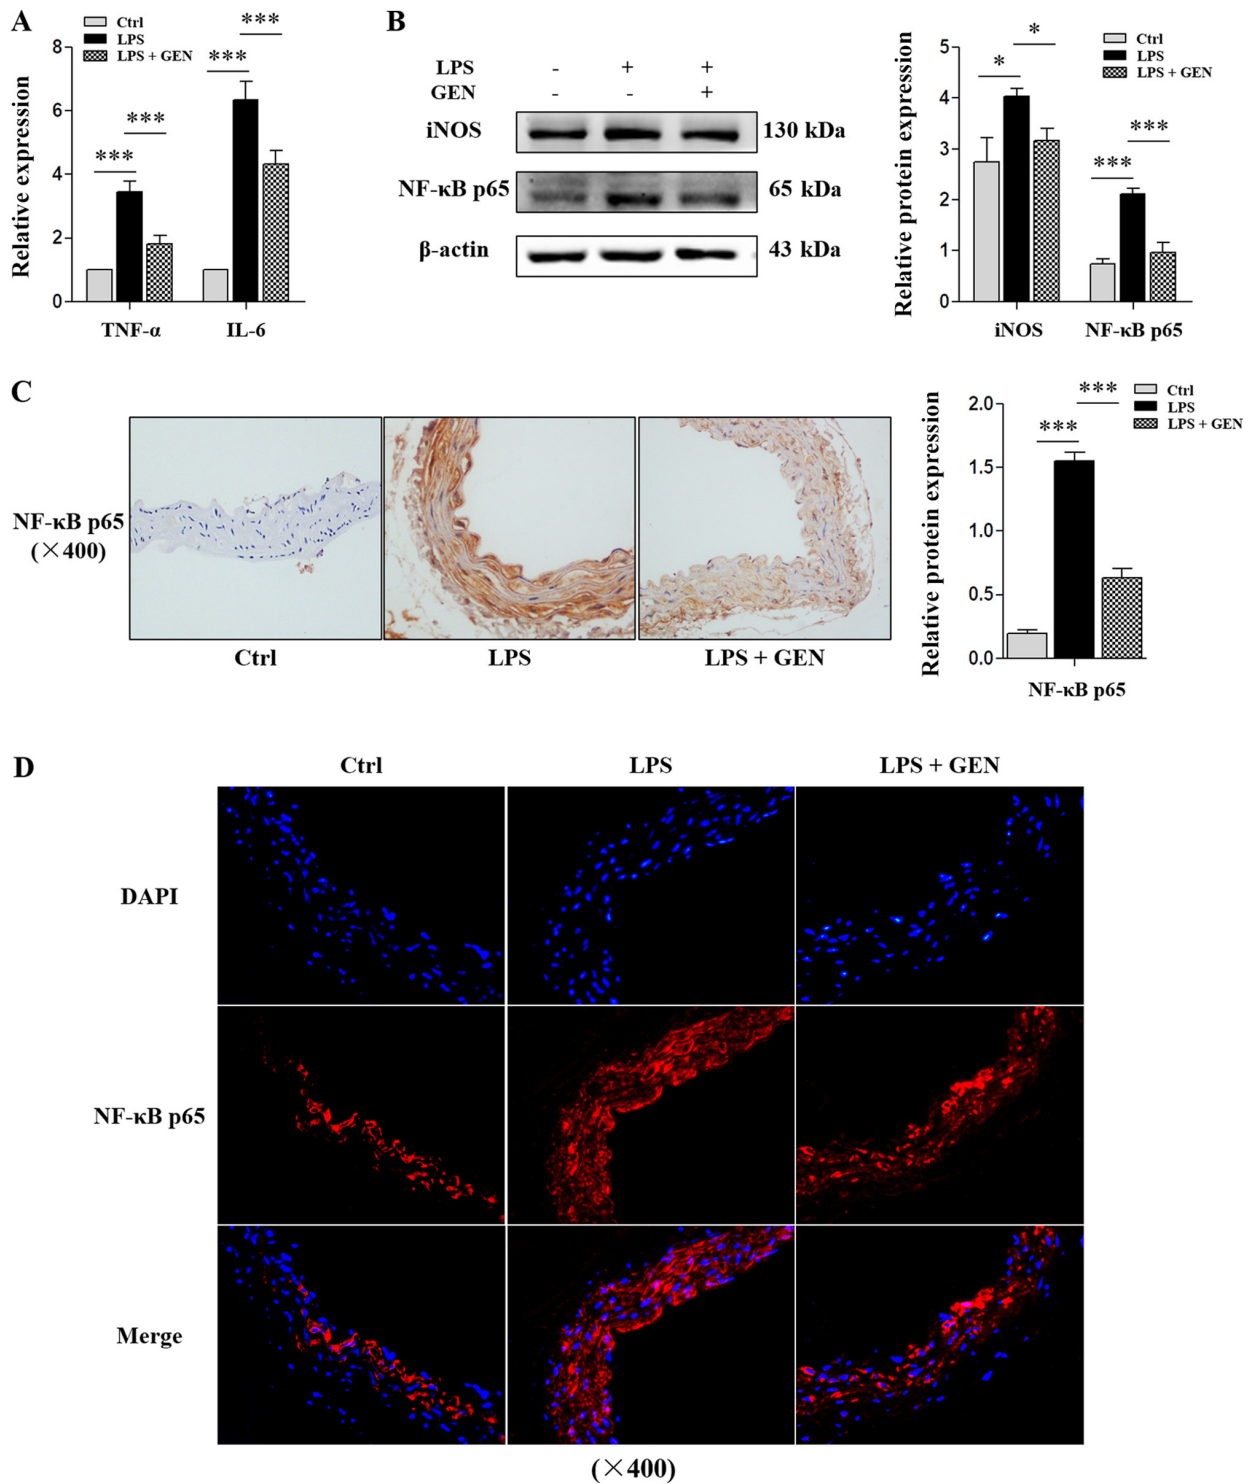 A
Ctrl
LPS
LPS + GEN
***
***
***
***
8
6
4
2
0
Relative expression
TNF-α
IL-6
B
LPS - + +
GEN - - +
iNOS 130 kDa
NF-κB p65 65 kDa
β-actin 43 kDa
Ctrl
LPS
LPS + GEN
*
*
***
***
5
4
3
2
1
0
Relative protein expression
iNOS
NF-κB p65
C
NF-κB p65
(×400)
Ctrl
LPS
LPS + GEN
Ctrl
LPS
LPS + GEN
***
***
2.0
1.5
1.0
0.5
0.0
Relative protein expression
NF-κB p65
D
Ctrl
LPS
LPS + GEN
DAPI
NF-κB p65
Merge
(×400)